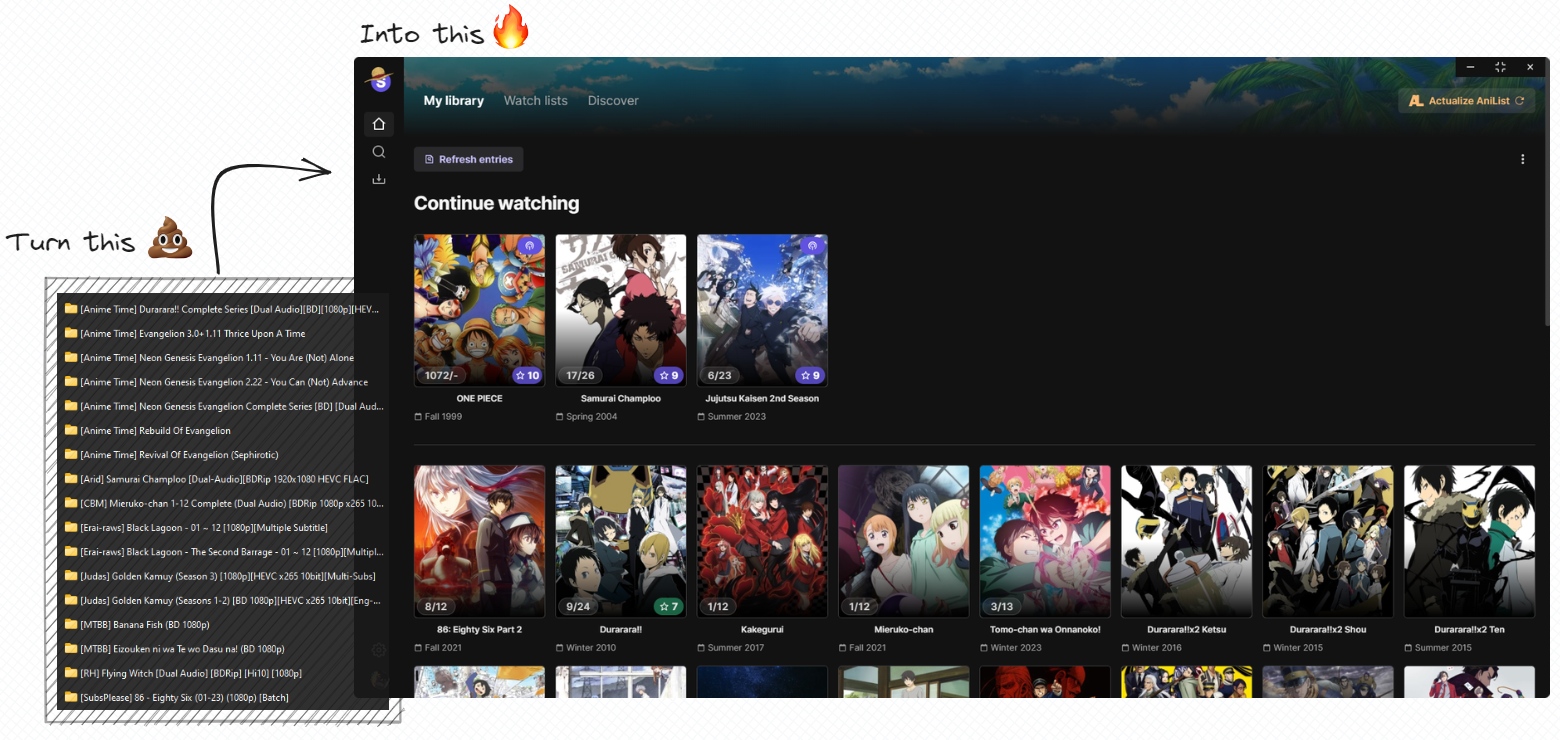 Into this
S
My library Watch lists Discover
AL Actualize AniList
Refresh entries
Continue watching
Turn this
[Anime Time] Durarara!! Complete Series [Dual Audio][BD][1080p][HEV...
[Anime Time] Evangelion 3.0+1.11 Thrice Upon A Time
[Anime Time] Neon Genesis Evangelion 1.11 - You Are (Not) Alone
[Anime Time] Neon Genesis Evangelion 2.22 - You Can (Not) Advance
[Anime Time] Neon Genesis Evangelion Complete Series [BD] [Dual Aud...
[Anime Time] Rebuild Of Evangelion
[Anime Time] Revival Of Evangelion (Sephirotic)
[Arid] Samurai Champloo [Dual-Audio][BDRip 1920x1080 HEVC FLAC]
[CBM] Mieruko-chan 1-12 Complete (Dual Audio) [BDRip 1080p x265 10...
[Erai-raws] Black Lagoon - 01 ~ 12 [1080p][Multiple Subtitle]
[Erai-raws] Black Lagoon - The Second Barrage - 01 ~ 12 [1080p][Multipl...
[Judas] Golden Kamuy (Season 3) [1080p][HEVC x265 10bit][Multi-Subs]
[Judas] Golden Kamuy (Seasons 1-2) [BD 1080p][HEVC x265 10bit][Eng-...
[MTBB] Banana Fish (BD 1080p)
[MTBB] Eizouken ni wa Te wo Dasu na! (BD 1080p)
[RH] Flying Witch [Dual Audio] [BDRip] [Hi10] [1080p]
[SubsPlease] 86 - Eighty Six (01-23) (1080p) [Batch]
SAMURAI CHAMPLOO
1072/- 10 17/26 9 6/23 9
ONE PIECE Samurai Champloo Jujutsu Kaisen 2nd Season
Fall 1999 Spring 2004 Summer 2023
8/12 9/24 7 1/12 1/12 3/13
86: Eighty Six Part 2 Durarara!! Kakegurui Mieruko-chan Tomo-chan wa Onnanoko! Durarara!!x2 Ketsu Durarara!!x2 Shou Durarara!!x2 Ten
Fall 2021 Winter 2010 Summer 2017 Fall 2021 Winter 2023 Winter 2016 Winter 2015 Summer 2015